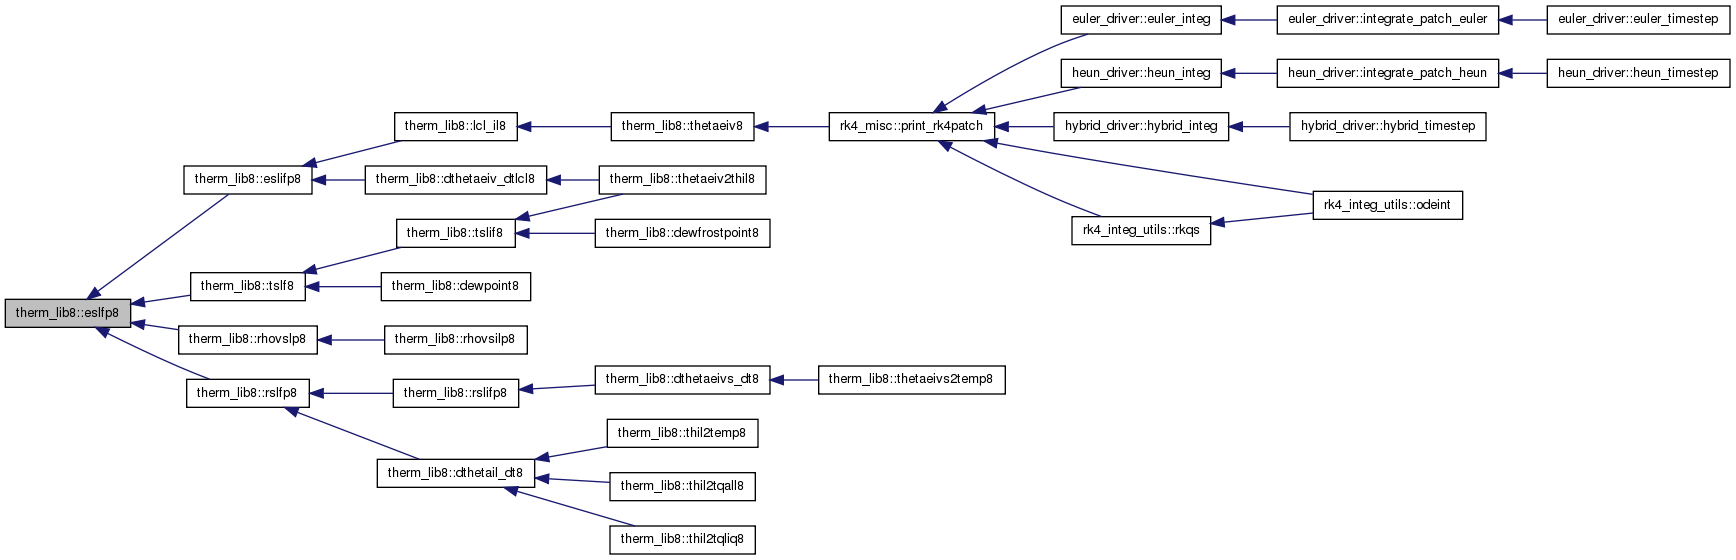 euler_driver::euler_integ
euler_driver::integrate_patch_euler
euler_driver::euler_timestep
heun_driver::heun_integ
heun_driver::integrate_patch_heun
heun_driver::heun_timestep
therm_lib8::lcl_il8
therm_lib8::thetaeiv8
rk4_misc::print_rk4patch
hybrid_driver::hybrid_integ
hybrid_driver::hybrid_timestep
therm_lib8::eslifp8
therm_lib8::dthetaeiv_dtlcl8
therm_lib8::thetaeiv2thil8
rk4_integ_utils::odeint
therm_lib8::tslif8
therm_lib8::dewfrostpoint8
rk4_integ_utils::rkqs
therm_lib8::tslf8
therm_lib8::dewpoint8
therm_lib8::eslfp8
therm_lib8::rhovslp8
therm_lib8::rhovsilp8
therm_lib8::rslfp8
therm_lib8::rslifp8
therm_lib8::dthetaeivs_dt8
therm_lib8::thetaeivs2temp8
therm_lib8::thil2temp8
therm_lib8::dthetail_dt8
therm_lib8::thil2tqall8
therm_lib8::thil2tqliq8